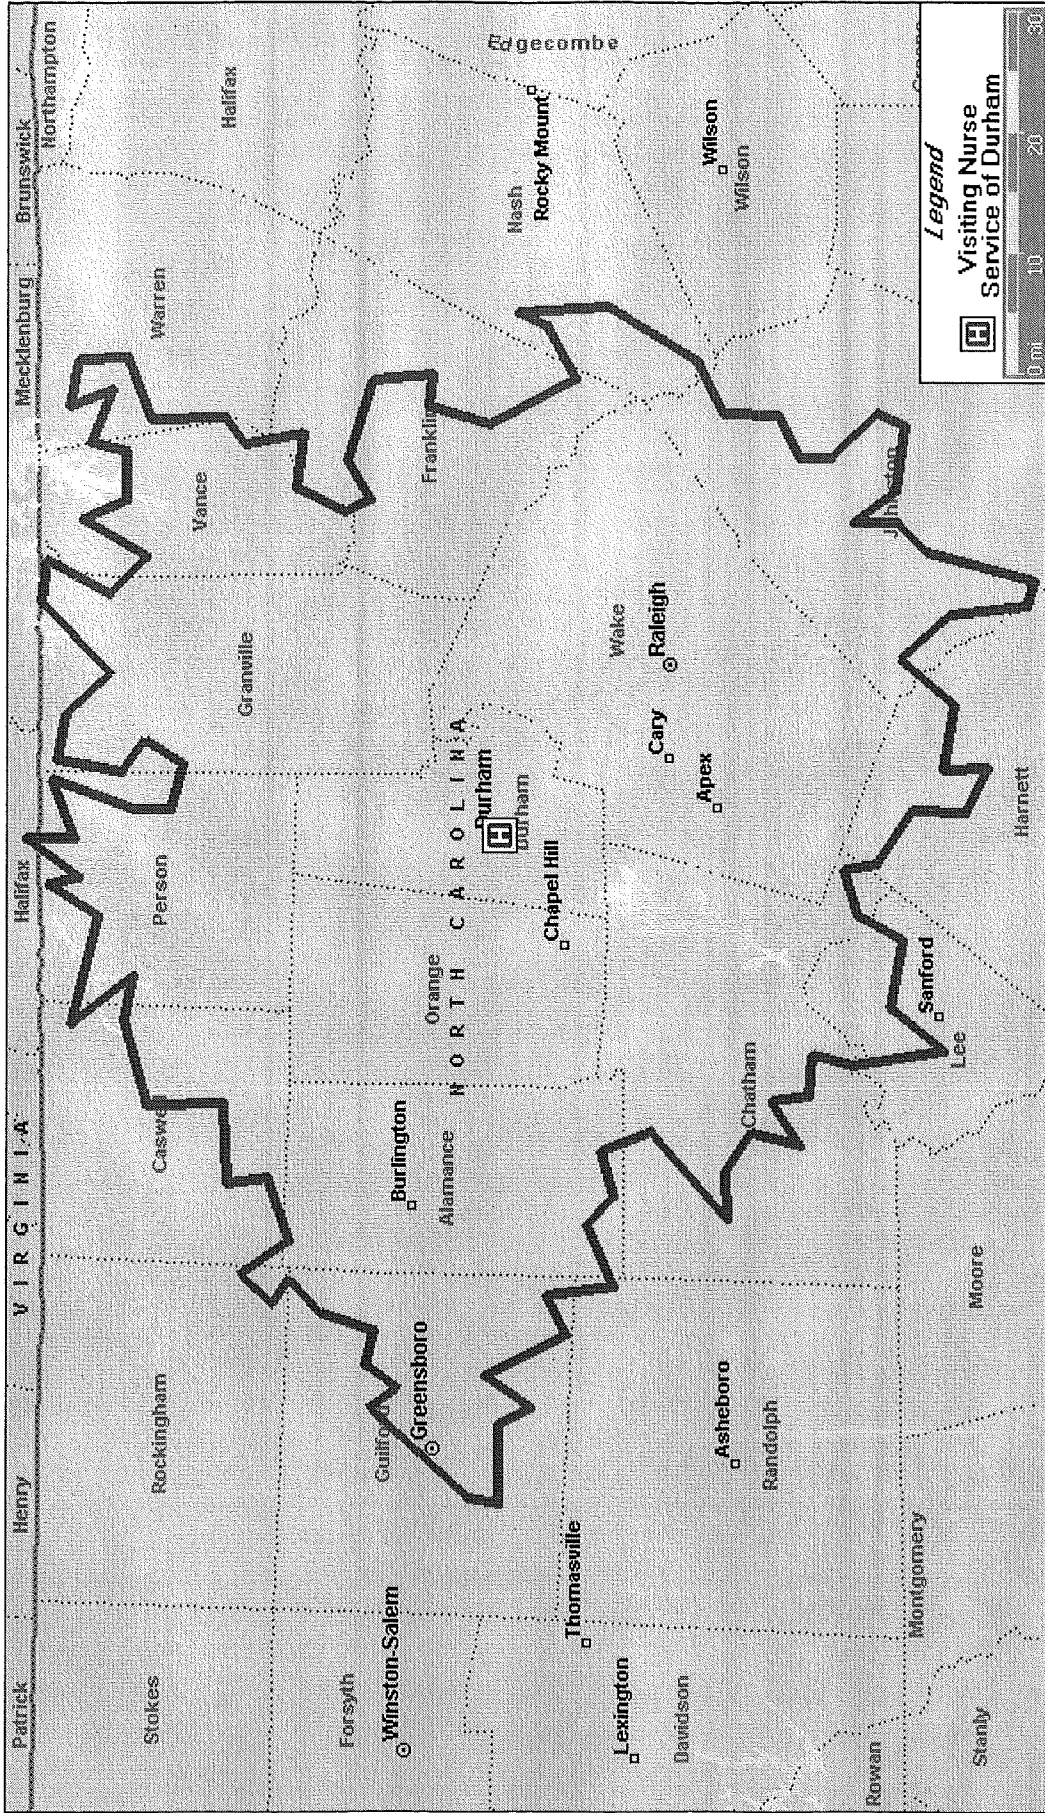 Patrick
Henry
V I R G I N I A
Halifax
Mecklenburg
Brunswick
Northampton
Stokes
Rockingham
Caswell
Person
Granville
Vance
Warren
Halifax
Forsyth
Winston-Salem
Guilford
Greensboro
Burlington
Alamance
Orange
N O R T H C A R O L I N A
Durham
H
Durham
Chapel Hill
Franklin
Nash
Rocky Mount
Edgecombe
Thomasville
Lexington
Davidson
Asheboro
Randolph
Chatham
Cary
Apex
Wake
Raleigh
Wilson
Wilson
Johnston
Rowan
Montgomery
Stanly
Moore
Lee
Sanford
Harnett
Legend
H Visiting Nurse
Service of Durham
0 mi 10 20 30